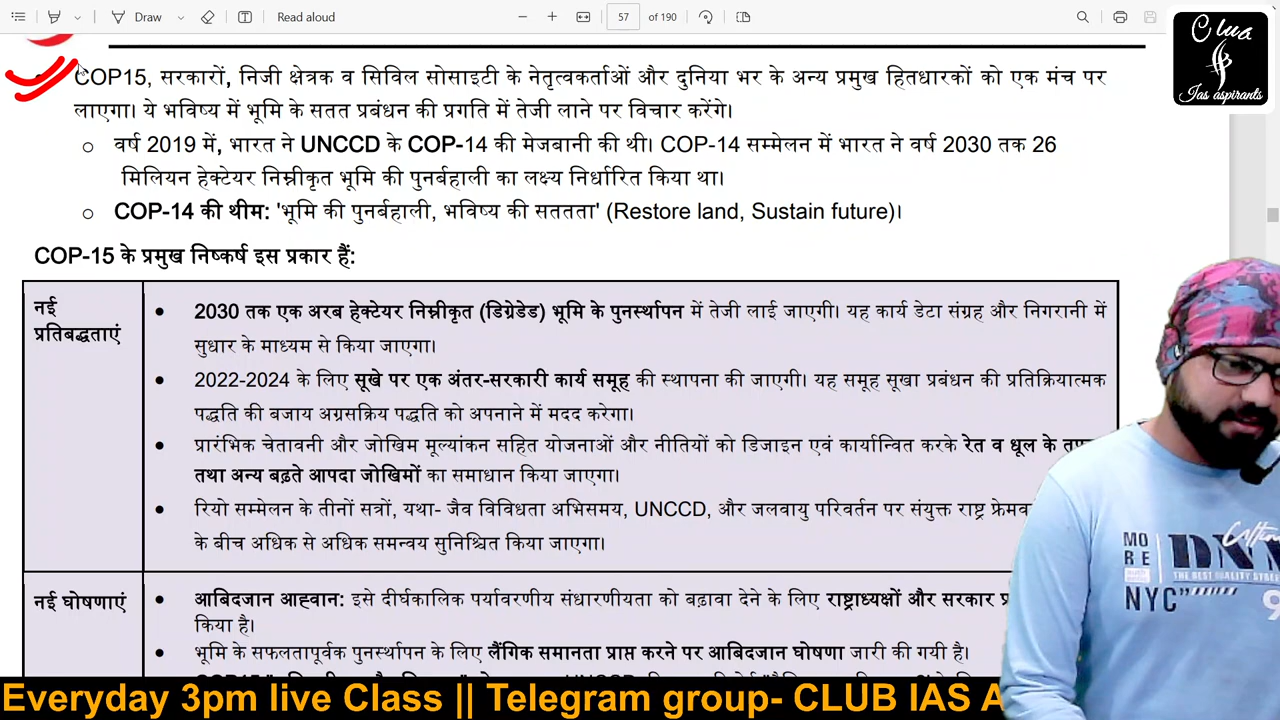 Draw
Read aloud
57
of 190
Club
Ias aspirants
COP15, सरकारों, निजी क्षेत्रक व सिविल सोसाइटी के नेतृत्वकर्ताओं और दुनिया भर के अन्य प्रमुख हितधारकों को एक मंच पर
लाएगा। ये भविष्य में भूमि के सतत प्रबंधन की प्रगति में तेजी लाने पर विचार करेंगे।
वर्ष 2019 में, भारत ने UNCCD के COP-14 की मेजबानी की थी। COP-14 सम्मेलन में भारत ने वर्ष 2030 तक 26
मिलियन हेक्टेयर निम्नीकृत भूमि की पुनर्बहाली का लक्ष्य निर्धारित किया था।
COP-14 की थीम: 'भूमि की पुनर्बहाली, भविष्य की सततता' (Restore land, Sustain future)।
COP-15 के प्रमुख निष्कर्ष इस प्रकार हैं:
नई
प्रतिबद्धताएं
2030 तक एक अरब हेक्टेयर निम्नीकृत (डिग्रेडेड) भूमि के पुनर्स्थापन में तेजी लाई जाएगी। यह कार्य डेटा संग्रह और निगरानी में
सुधार के माध्यम से किया जाएगा।
2022-2024 के लिए सूखे पर एक अंतर-सरकारी कार्य समूह की स्थापना की जाएगी। यह समूह सूखा प्रबंधन की प्रतिक्रियात्मक
पद्धति की बजाय अग्रसक्रिय पद्धति को अपनाने में मदद करेगा।
प्रारंभिक चेतावनी और जोखिम मूल्यांकन सहित योजनाओं और नीतियों को डिजाइन एवं कार्यान्वित करके रेत व धूल के
तथा अन्य बढ़ते आपदा जोखिमों का समाधान किया जाएगा।
रियो सम्मेलन के तीनों सत्रों, यथा- जैव विविधता अभिसमय, UNCCD, और जलवायु परिवर्तन पर संयुक्त राष्ट्र
के बीच अधिक से अधिक समन्वय सुनिश्चित किया जाएगा।
नई घोषणाएं
आबिदजान आह्वान: इसे दीर्घकालिक पर्यावरणीय संधारणीयता को बढ़ावा देने के लिए राष्ट्राध्यक्षों और सरकार
किया है।
भूमि के सफलतापूर्वक पुनर्स्थापन के लिए लैंगिक समानता प्राप्त करने पर आबिदजान घोषणा जारी की गयी है।
MO
RE
DNN
THE BEST QUALITY
NYC"
Everyday 3pm live Class || Telegram group- CLUB IAS A